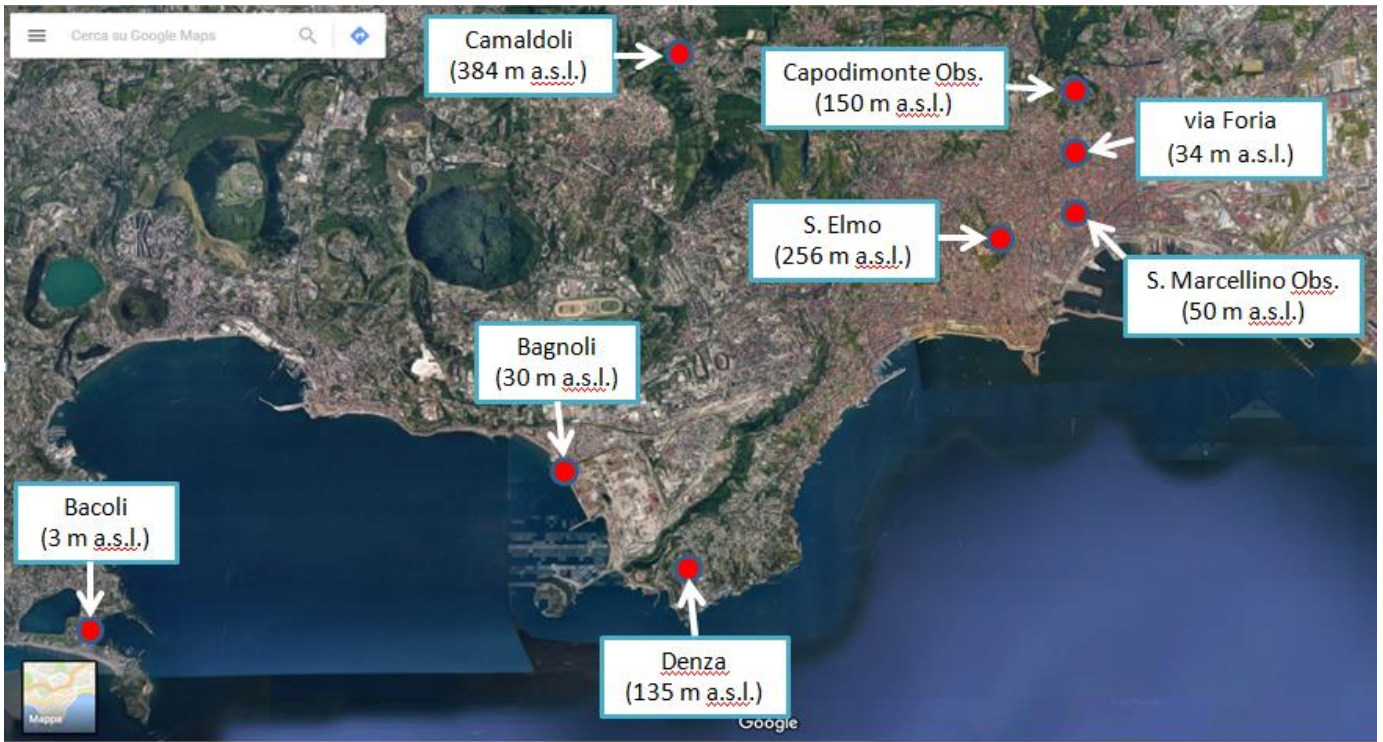 Cerca su Google Maps
Camaldoli
(384 m a.s.l.)
Capodimonte Obs.
(150 m a.s.l.)
via Foria
(34 m a.s.l.)
S. Elmo
(256 m a.s.l.)
S. Marcellino Obs.
(50 m a.s.l.)
Bagnoli
(30 m a.s.l.)
Bacoli
(3 m a.s.l.)
Denza
(135 m a.s.l.)
Mappa
Google